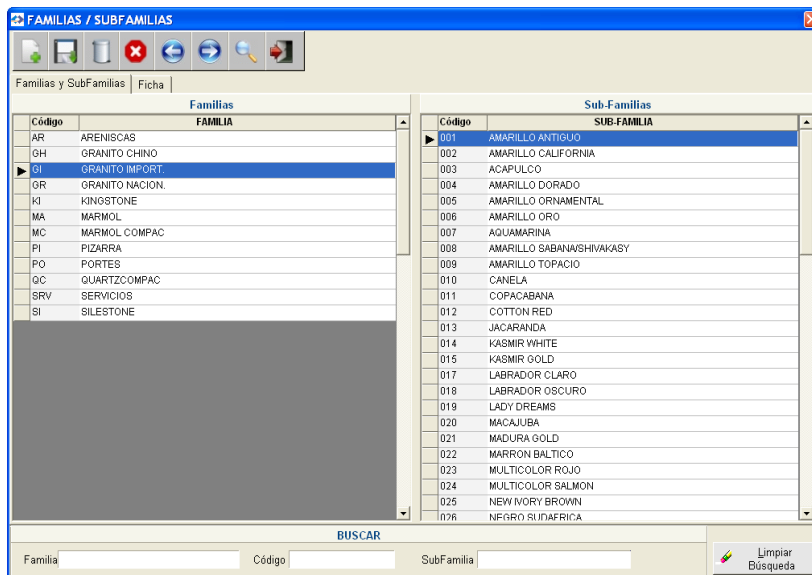 FAMILIAS / SUBFAMILIAS
Familias y SubFamilias Ficha
Familias
Código FAMILIA
AR ARENISCAS
GH GRANITO CHINO
GI GRANITO IMPORT.
GR GRANITO NACION.
KI KINGSTONE
MA MARMOL
MC MARMOL COMPAC
PI PIZARRA
PO PORTES
QC QUARTZCOMPAC
SRV SERVICIOS
SI SILESTONE
Sub-Familias
Código SUB-FAMILIA
001 AMARILLO ANTIGUO
002 AMARILLO CALIFORNIA
003 ACAPULCO
004 AMARILLO DORADO
005 AMARILLO ORNAMENTAL
006 AMARILLO ORO
007 AQUAMARINA
008 AMARILLO SABANA/SHIVAKASY
009 AMARILLO TOPACIO
010 CANELA
011 COPACABANA
012 COTTON RED
013 JACARANDA
014 KASMIR WHITE
015 KASMIR GOLD
017 LABRADOR CLARO
018 LABRADOR OSCURO
019 LADY DREAMS
020 MACAJUBA
021 MADURA GOLD
022 MARRON BALTICO
023 MULTICOLOR ROJO
024 MULTICOLOR SALMON
025 NEW IVORY BROWN
026 NEGRO SUDAFRICA
BUSCAR
Familia Código SubFamilia
Limpiar
Búsqueda